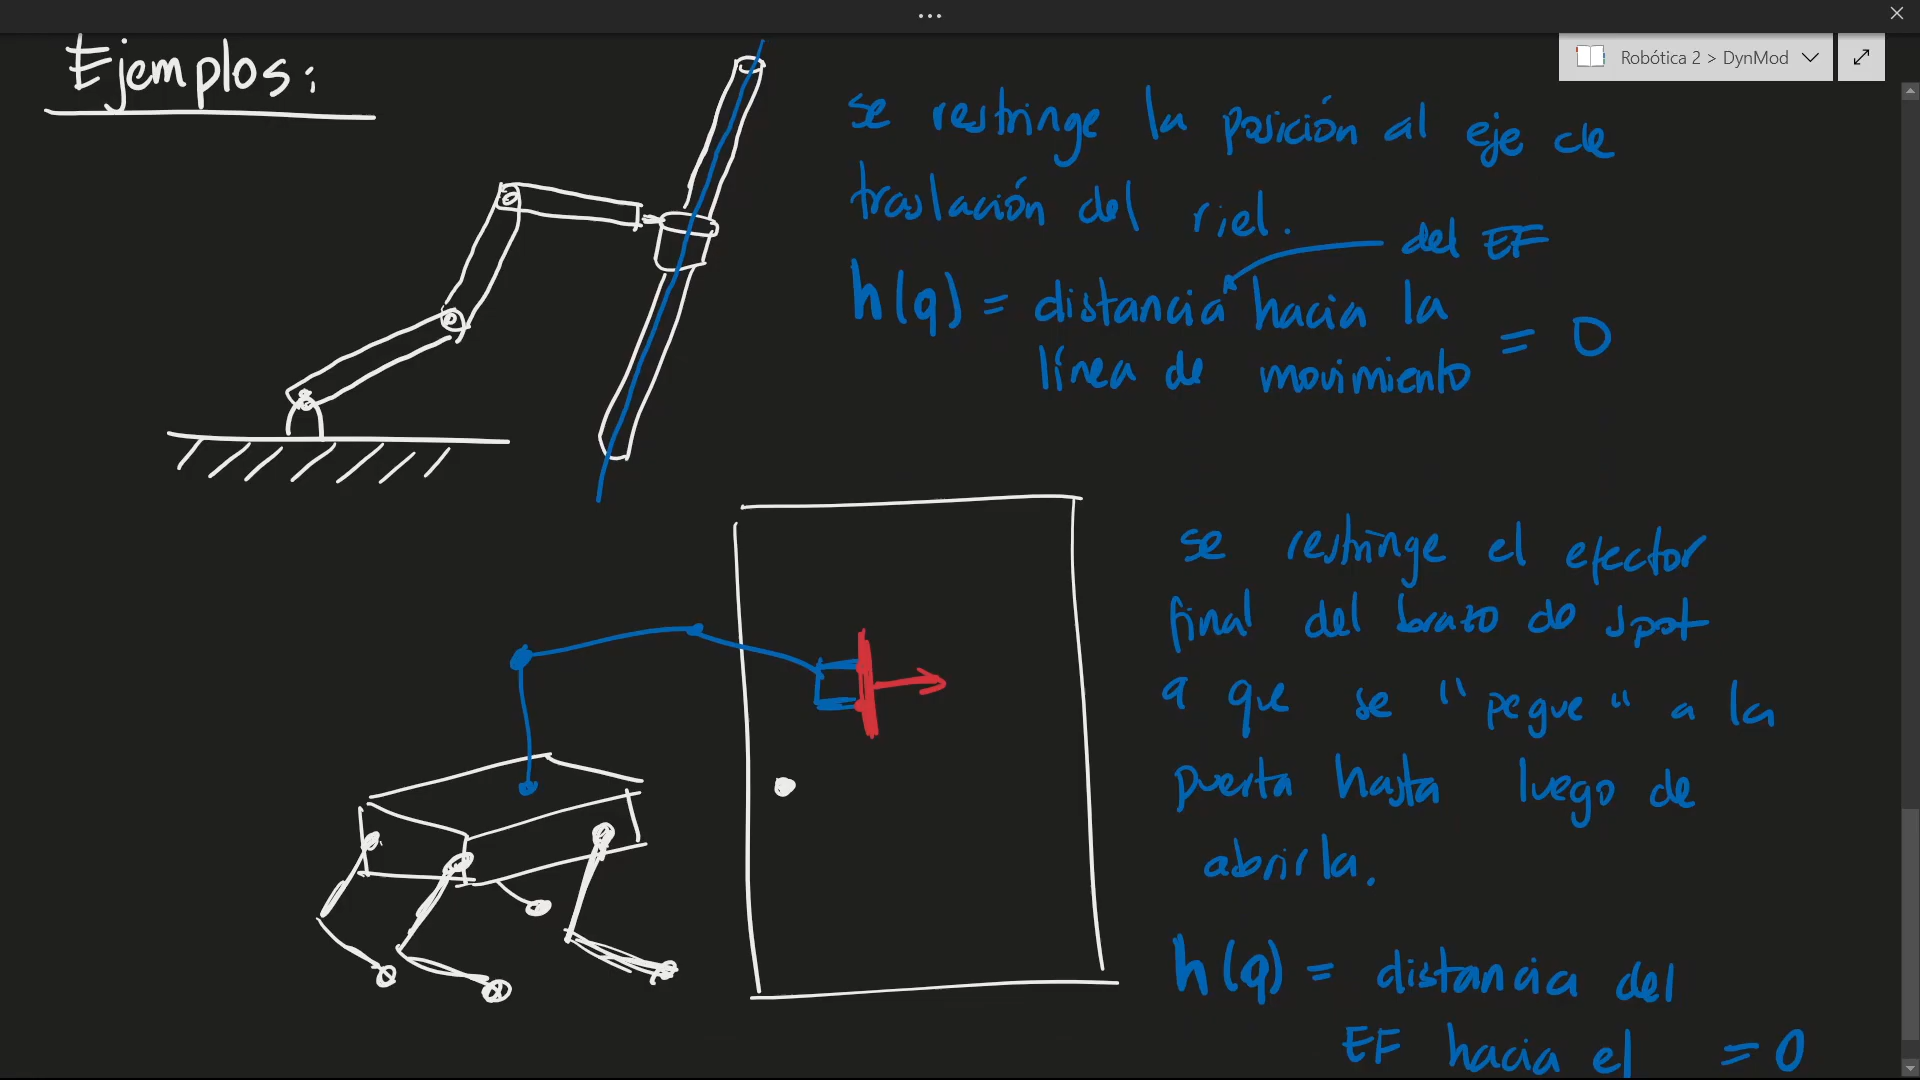 Robótica 2 > DynMod
Ejemplos:
se restringe la posición al eje de
traslación del riel.
del EF
h(q) = distancia hacia la
línea de movimiento = 0
se restringe el efector
final del brazo de spot
a que se "pegue" a la
puerta hasta luego de
abrirla.
h(q) = distancia del
EF hacia el = 0